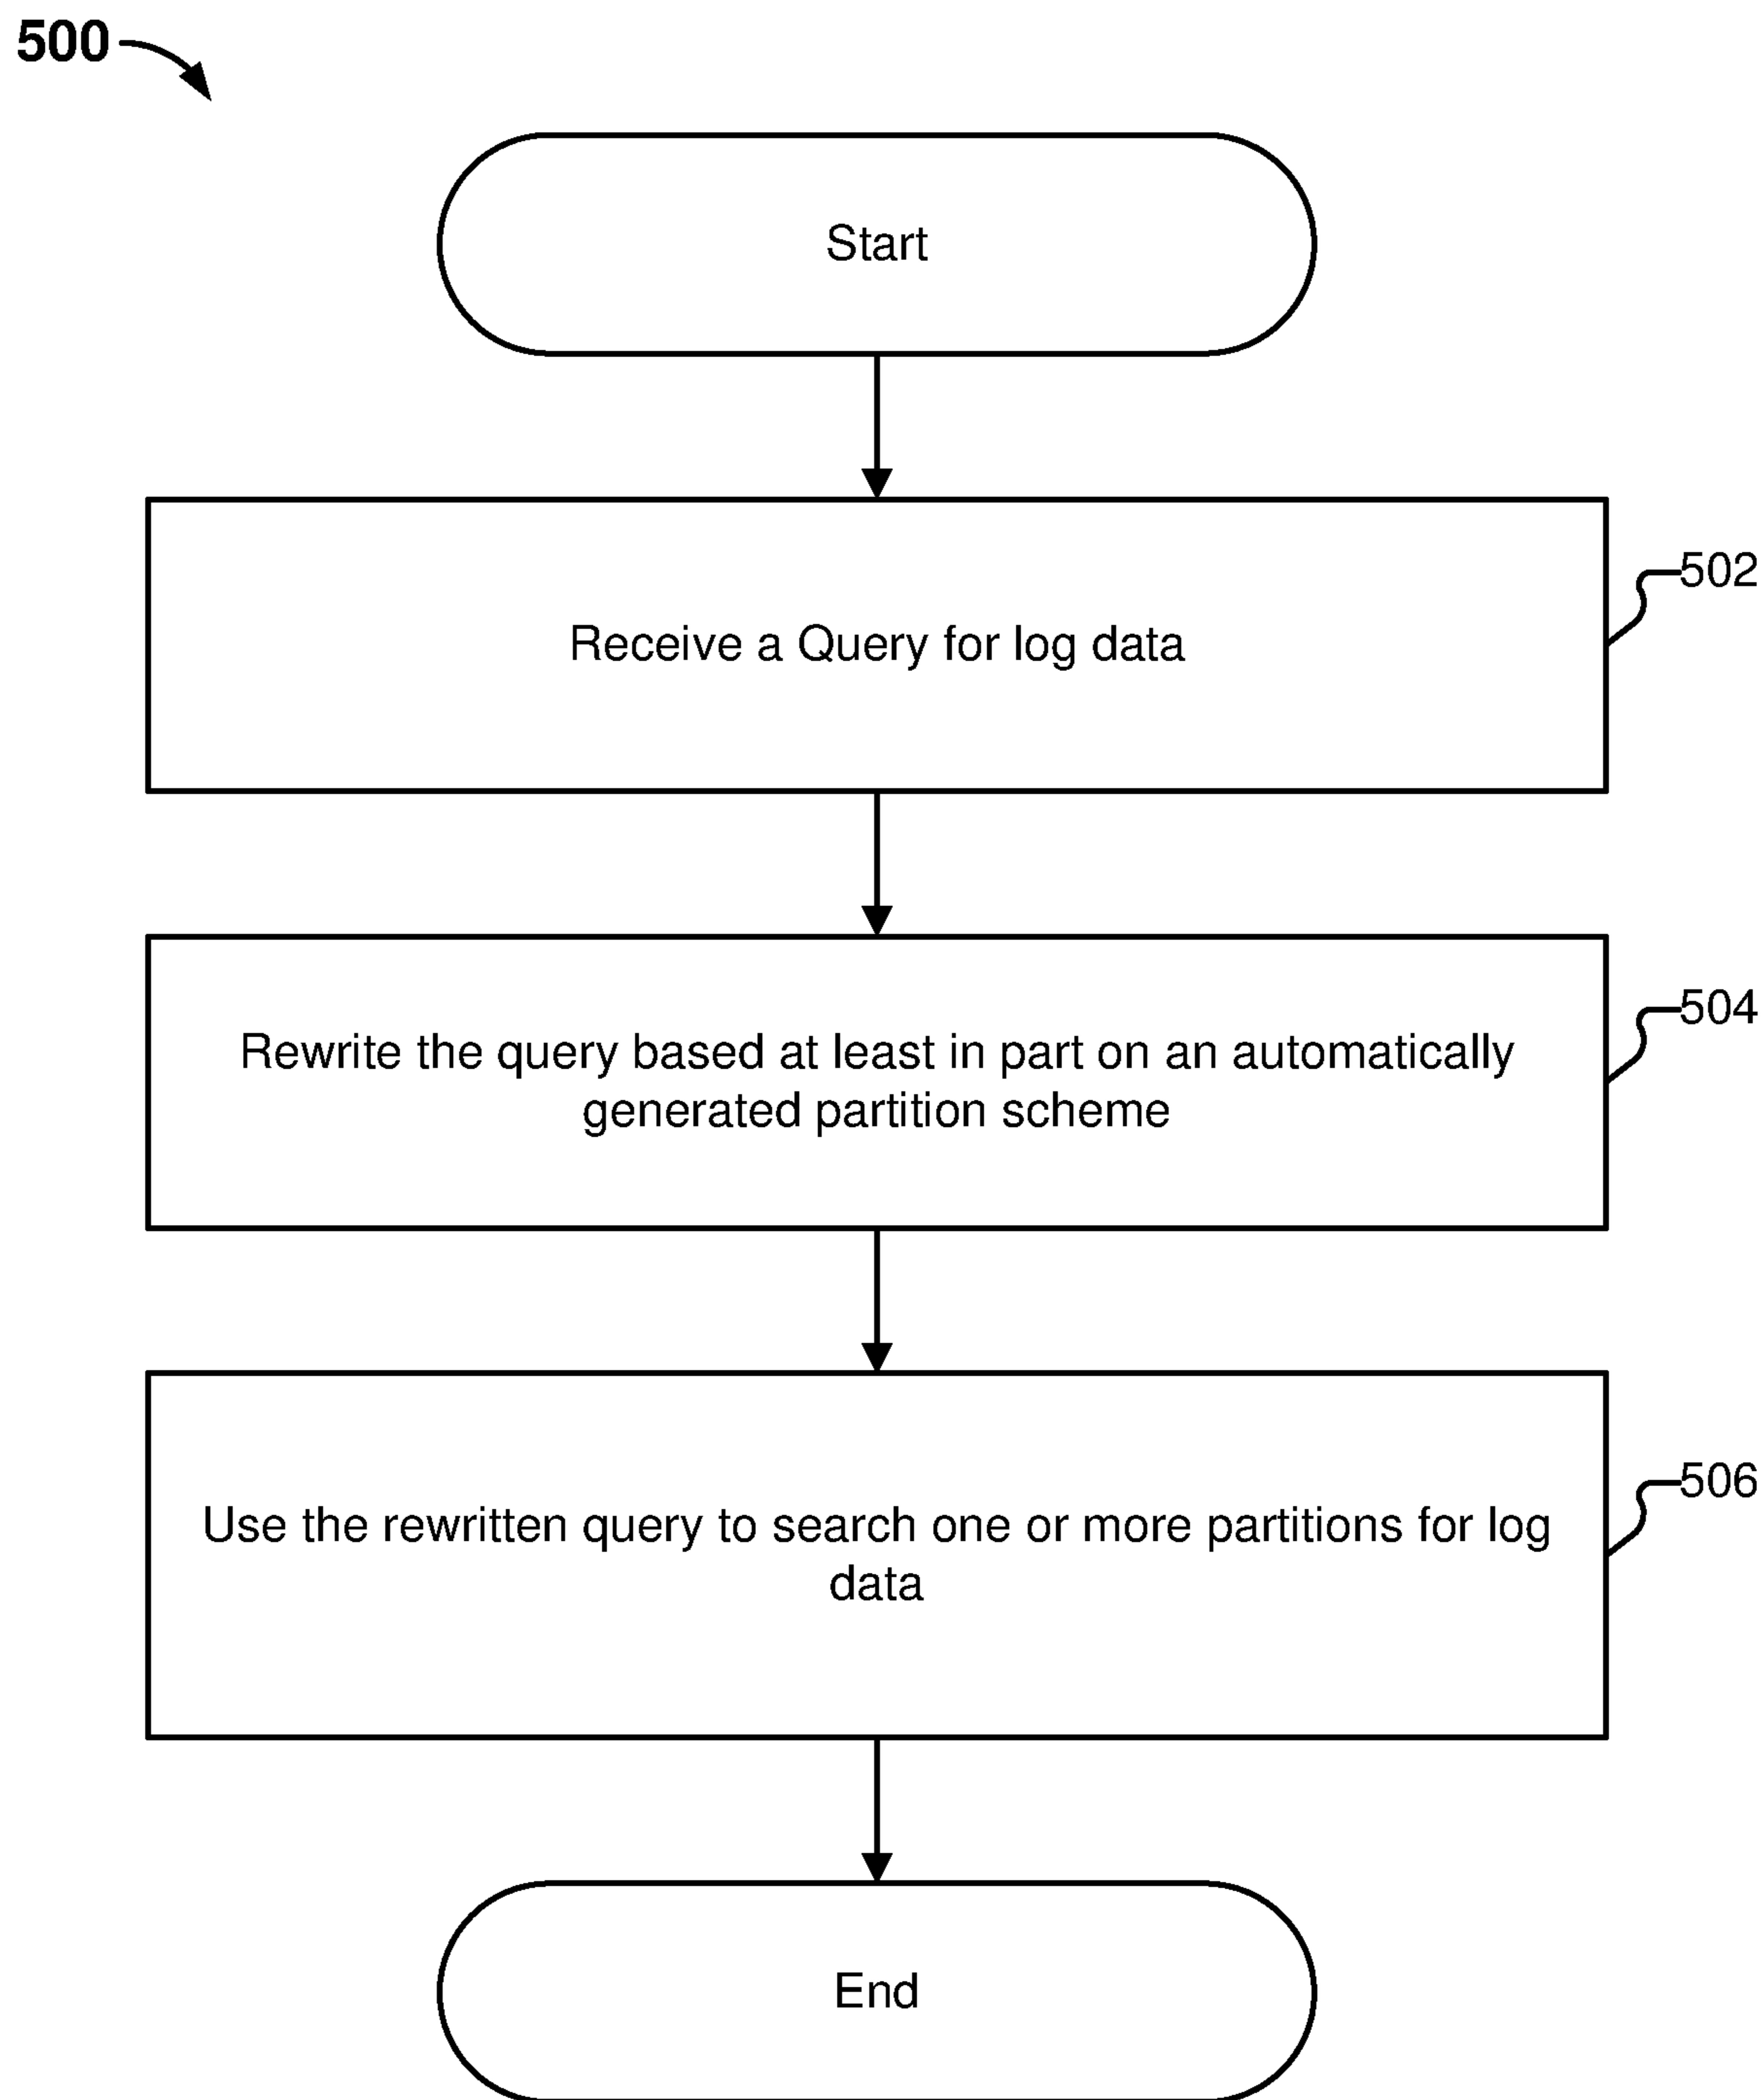 500
Start
Receive a Query for log data
502
Rewrite the query based at least in part on an automatically
generated partition scheme
504
Use the rewritten query to search one or more partitions for log
data
506
End